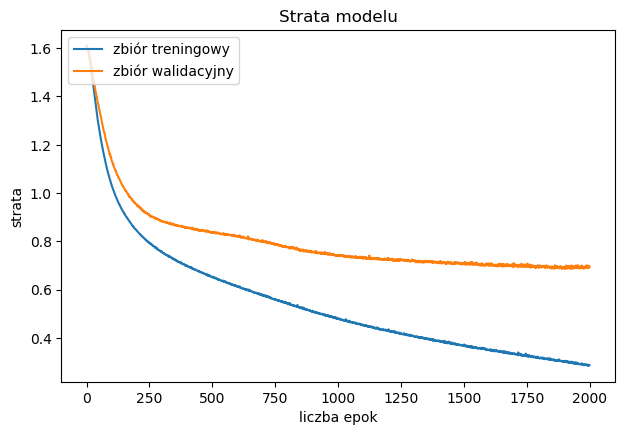 Strata modelu
zbiór treningowy
zbiór walidacyjny
strata
1.6
1.4
1.2
1.0
0.8
0.6
0.4
0 250 500 750 1000 1250 1500 1750 2000
liczba epok